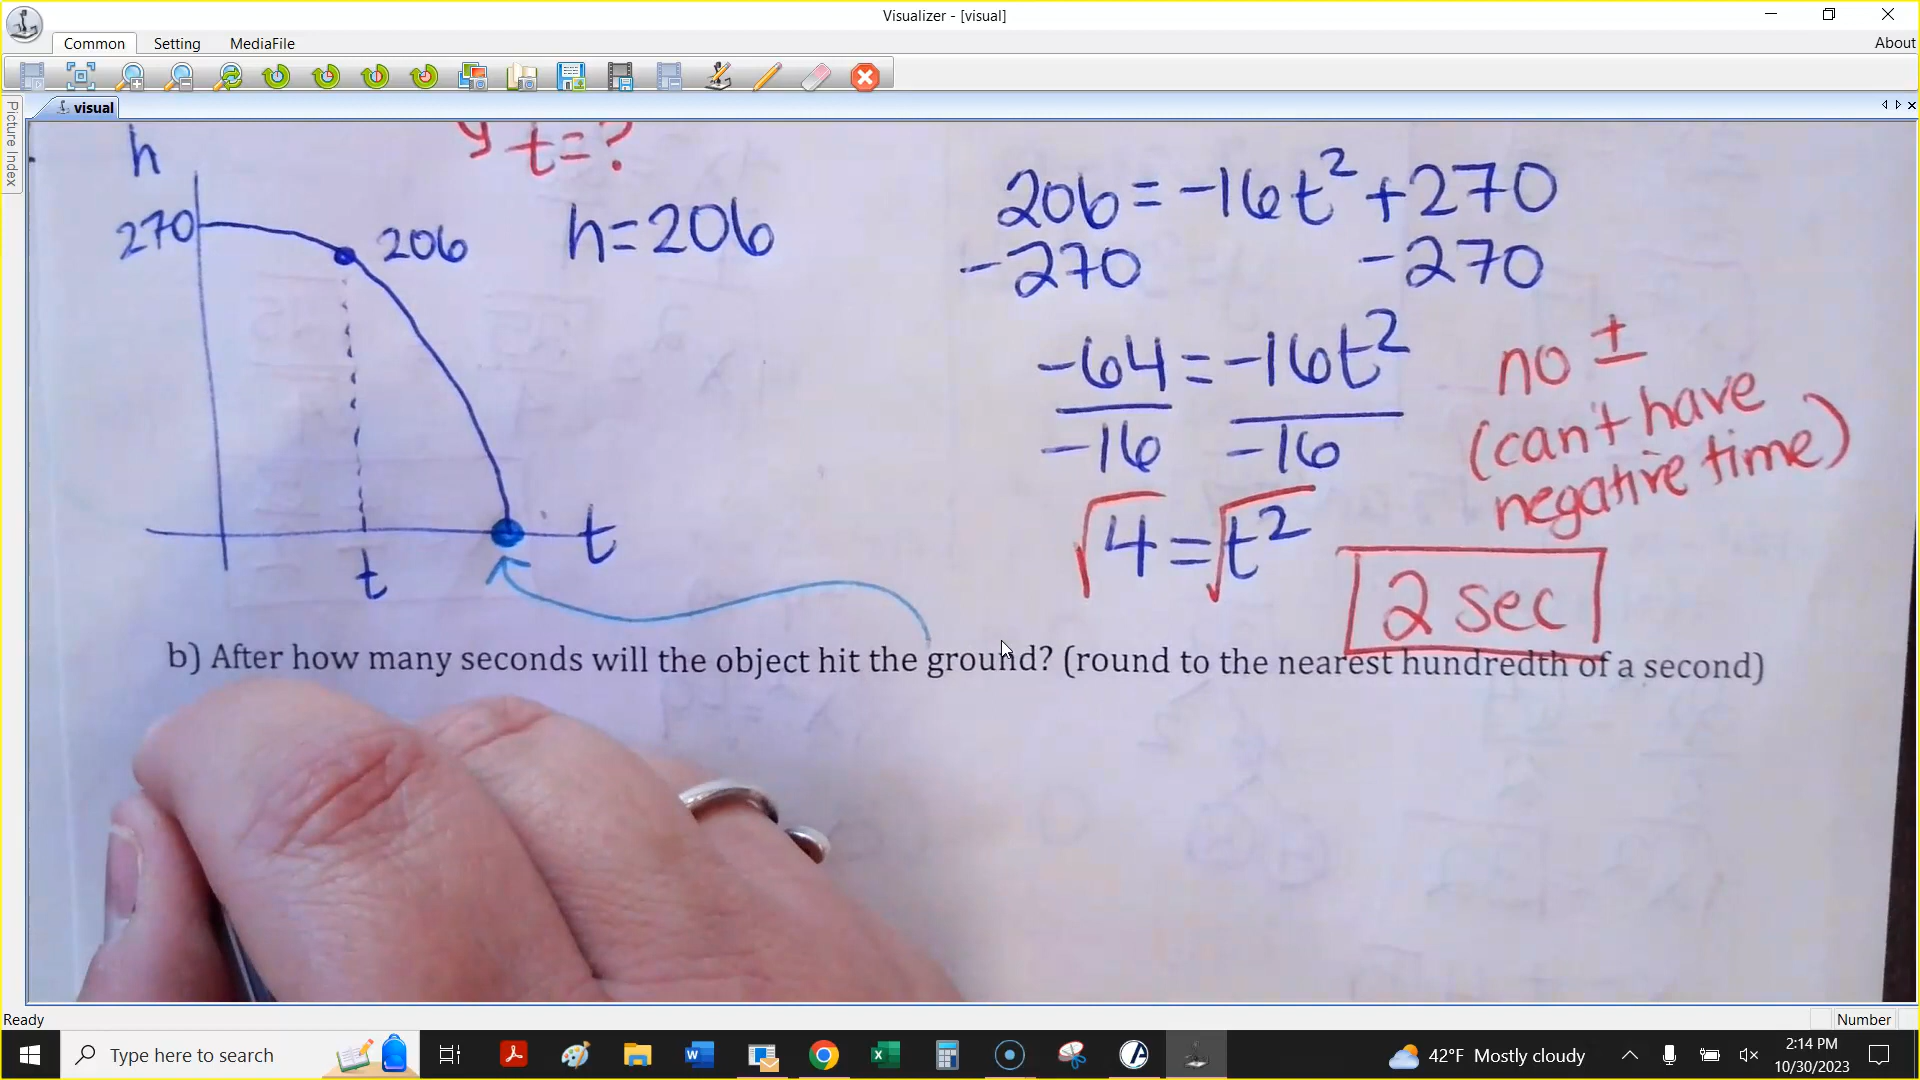 Visualizer - [visual]
Common Setting MediaFile About
visual
Picture Index
h
t=?
270
206
h=206
t
t
206 = -16t² + 270
-270 -270
-64 = -16t²
-16 -16
√4 = √t²
no ±
(can't have
negative time)
2 sec
b) After how many seconds will the object hit the ground? (round to the nearest hundredth of a second)
Ready Number
Type here to search
42°F Mostly cloudy
2:14 PM
10/30/2023